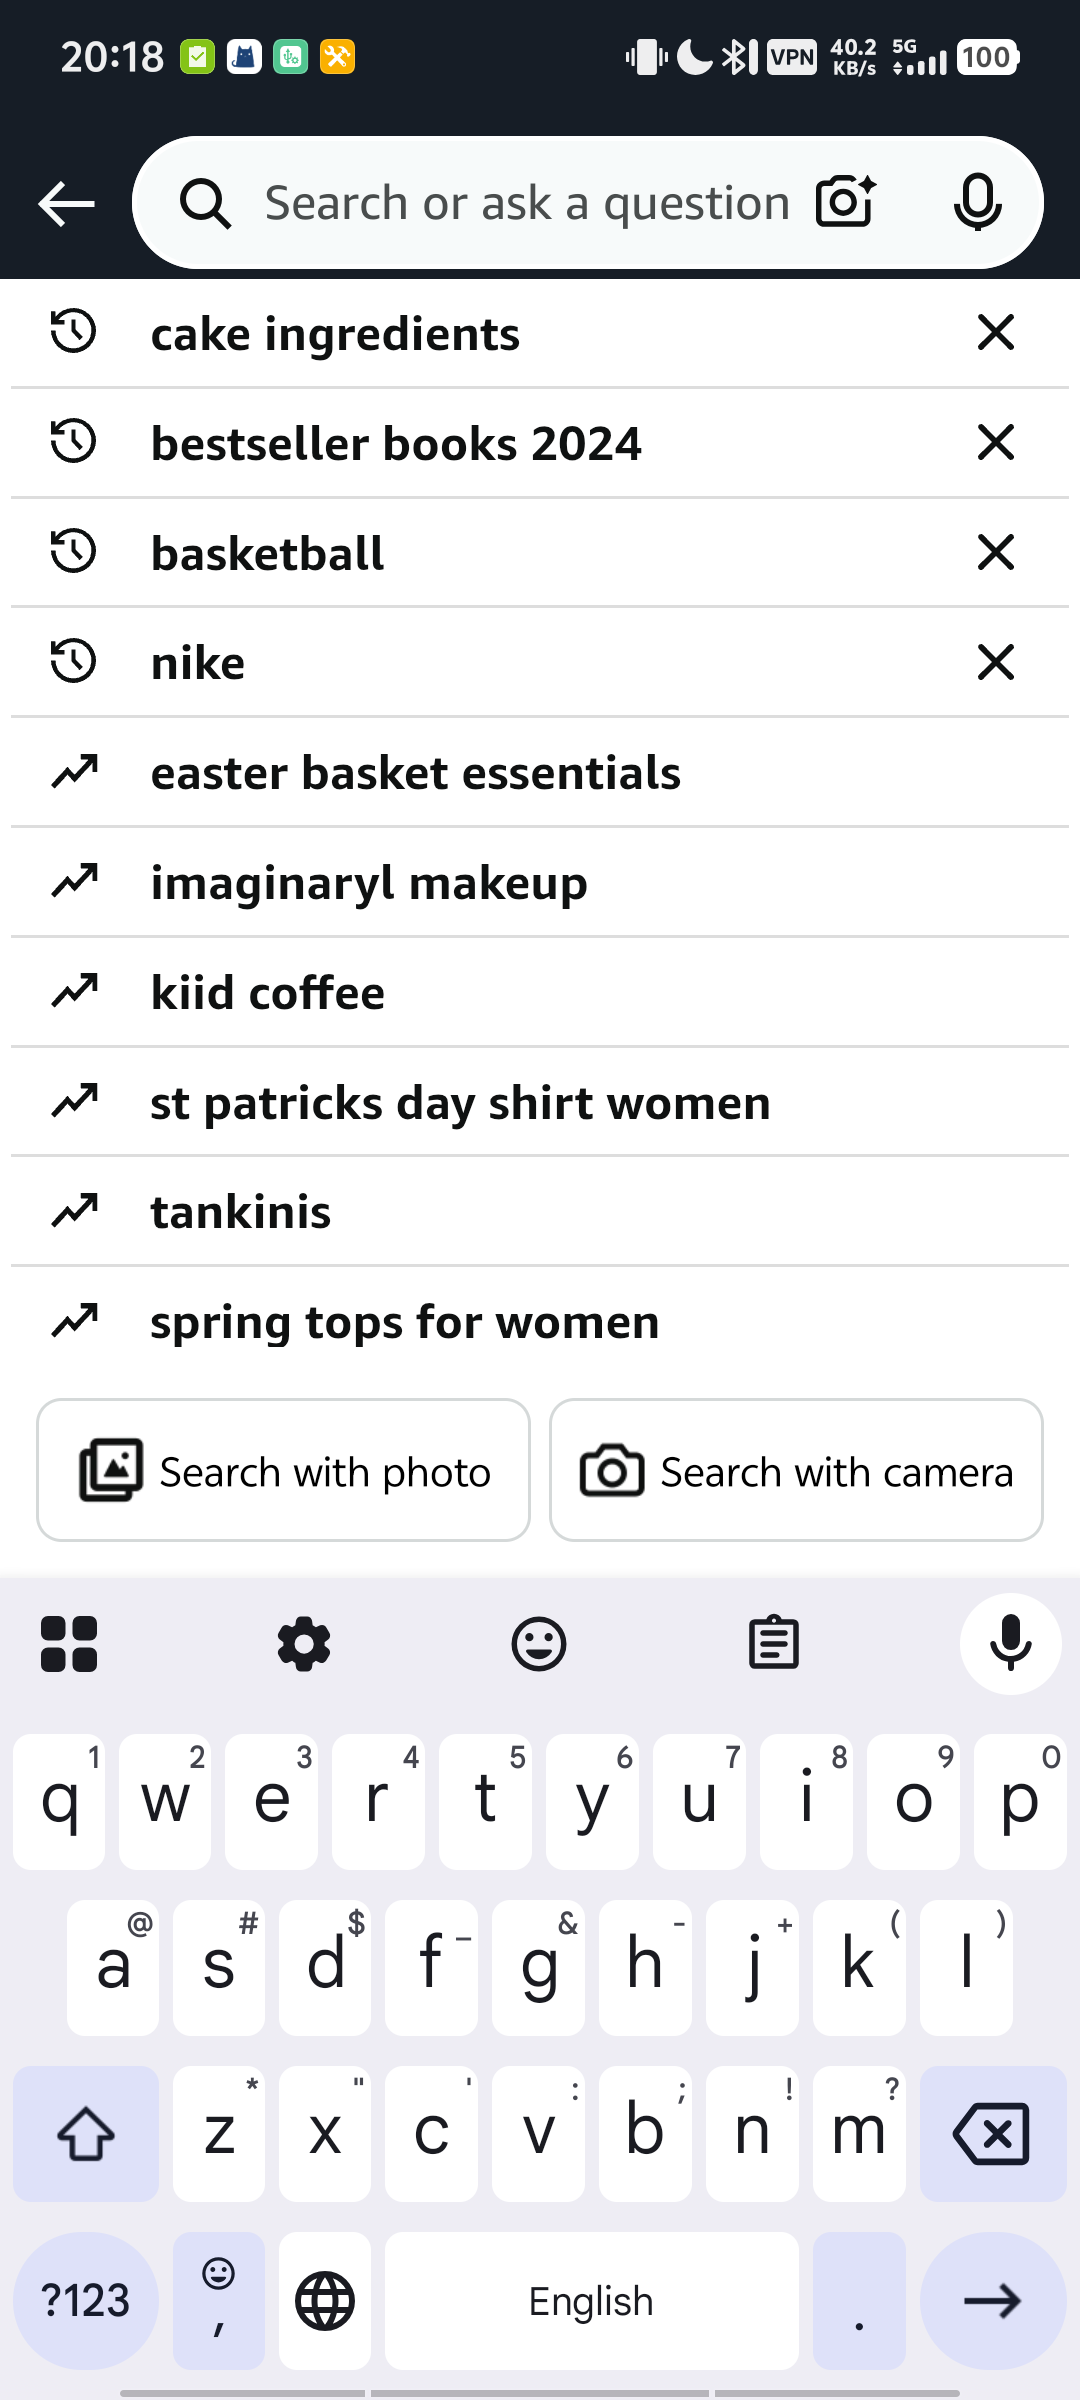 20:18 VPN 40.2 KB/s 5G 100
Search or ask a question
cake ingredients
bestseller books 2024
basketball
nike
easter basket essentials
imaginaryl makeup
kiid coffee
st patricks day shirt women
tankinis
spring tops for women
Search with photo Search with camera
1 2 3 4 5 6 7 8 9 0
q w e r t y u i o p
@ # $ _ & - + ( )
a s d f g h j k l
* " ' : ; ! ?
z x c v b n m
?123 , English .